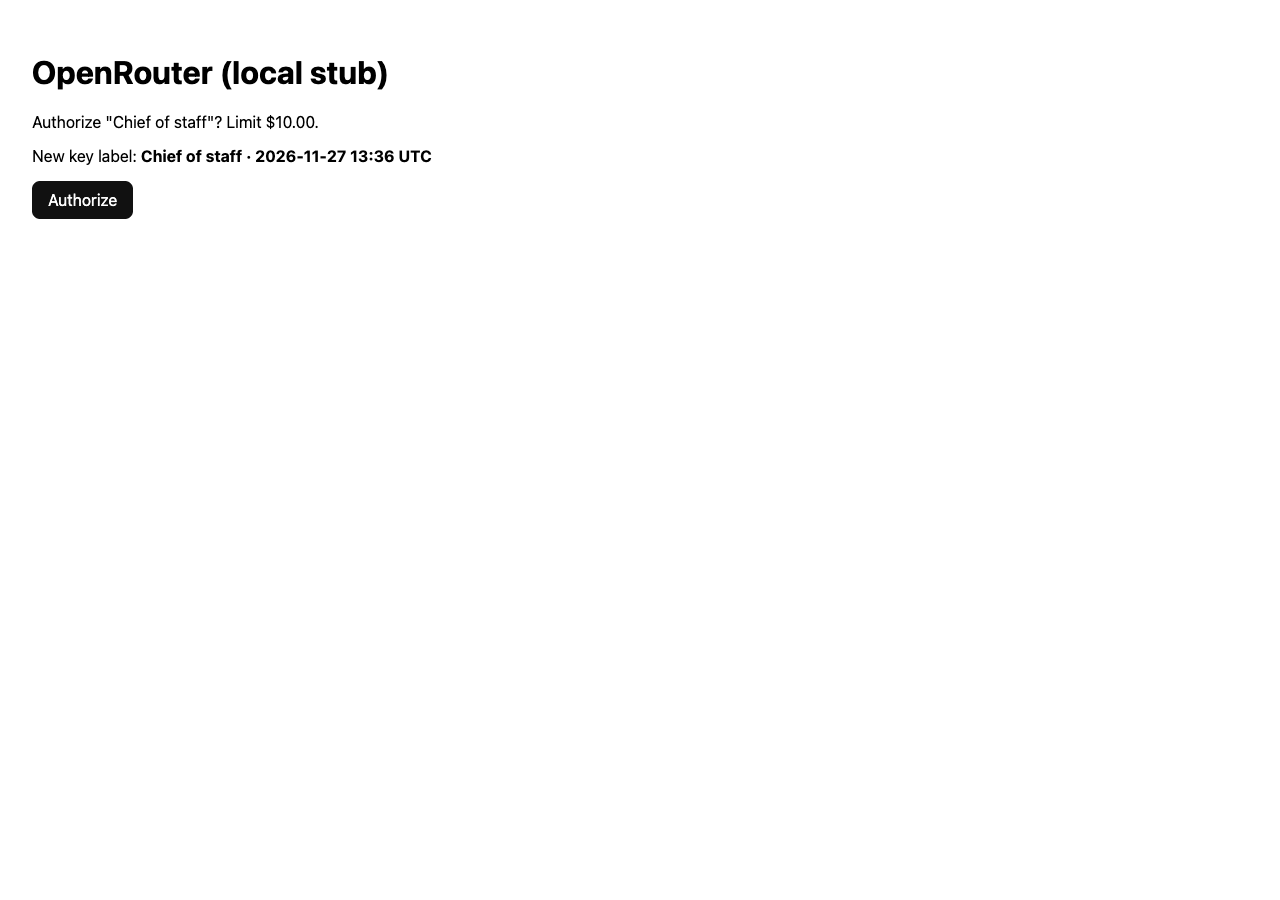 OpenRouter (local stub)
Authorize "Chief of staff"? Limit $10.00.
New key label: Chief of staff · 2026-11-27 13:36 UTC
Authorize